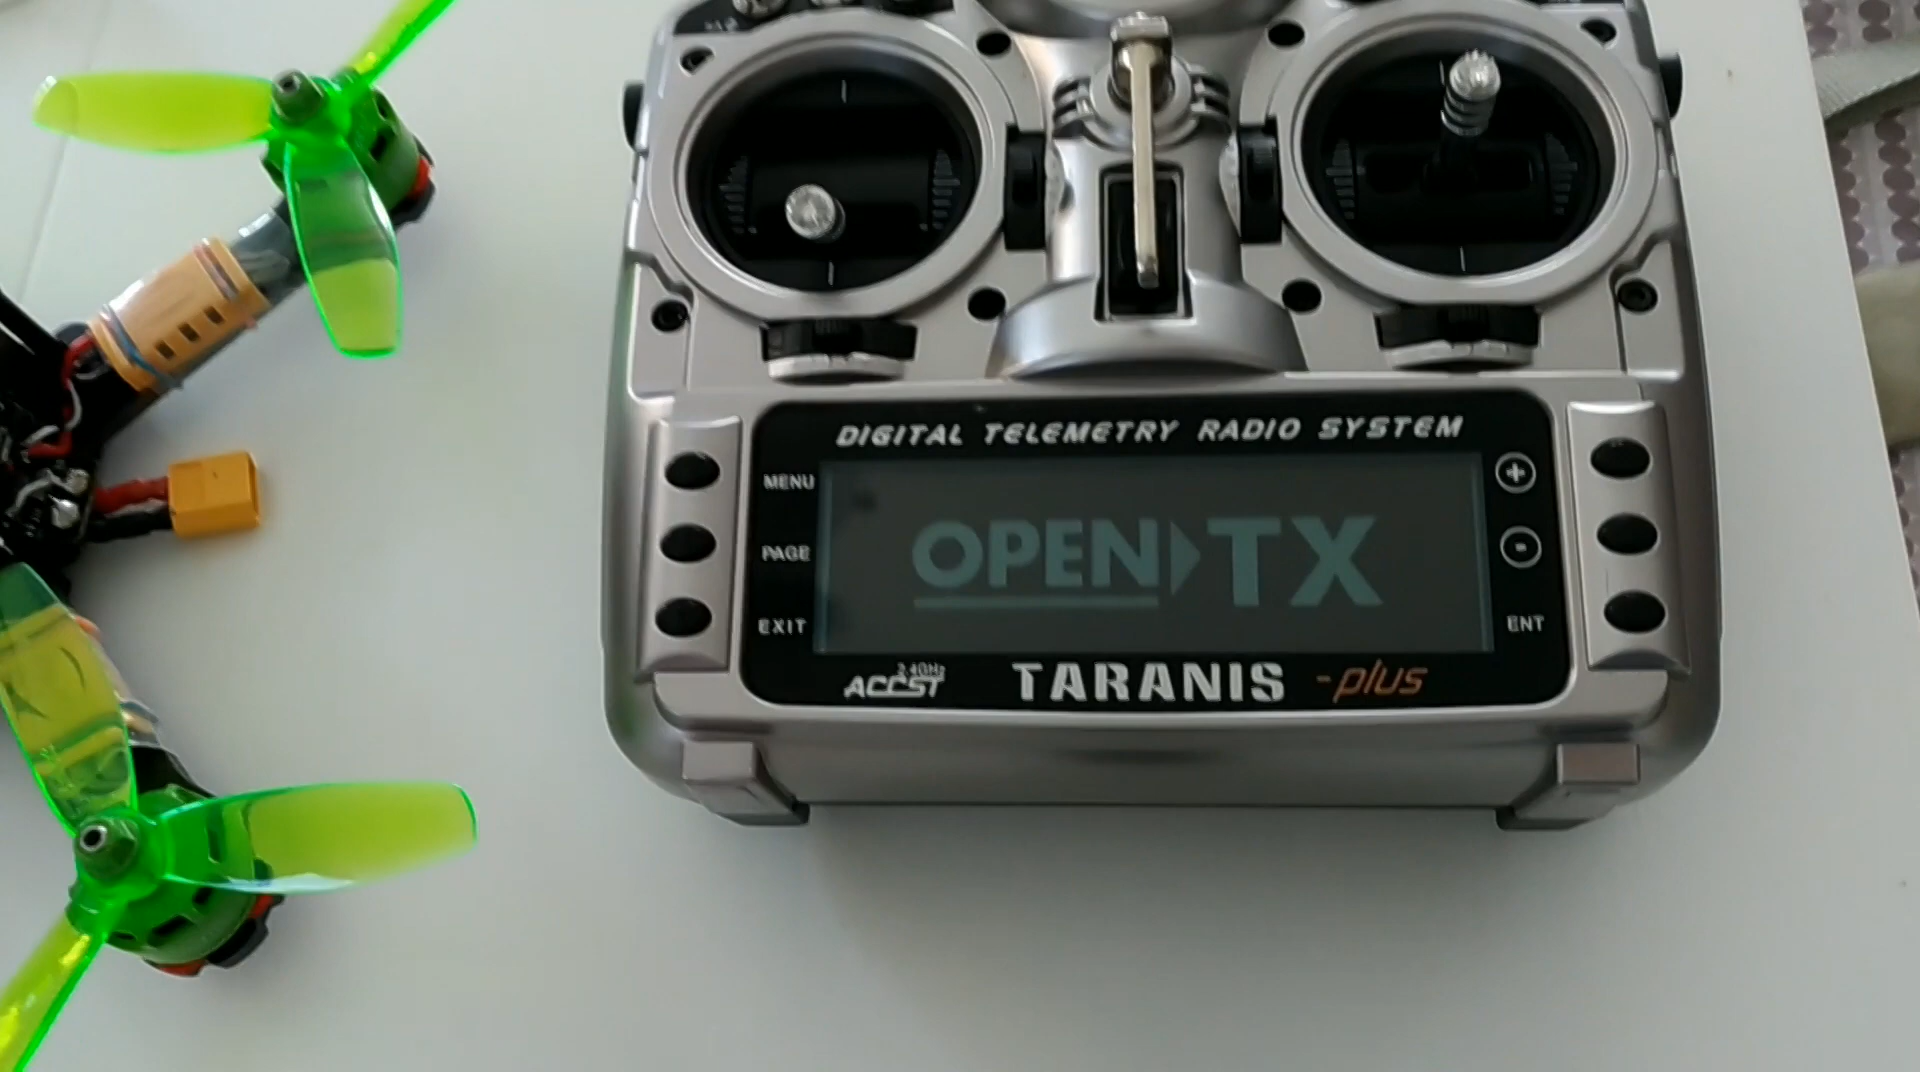 DIGITAL TELEMETRY RADIO SYSTEM
MENU
PAGE
EXIT
OPEN TX
ENT
2.4GHz
ACCST
TARANIS -plus